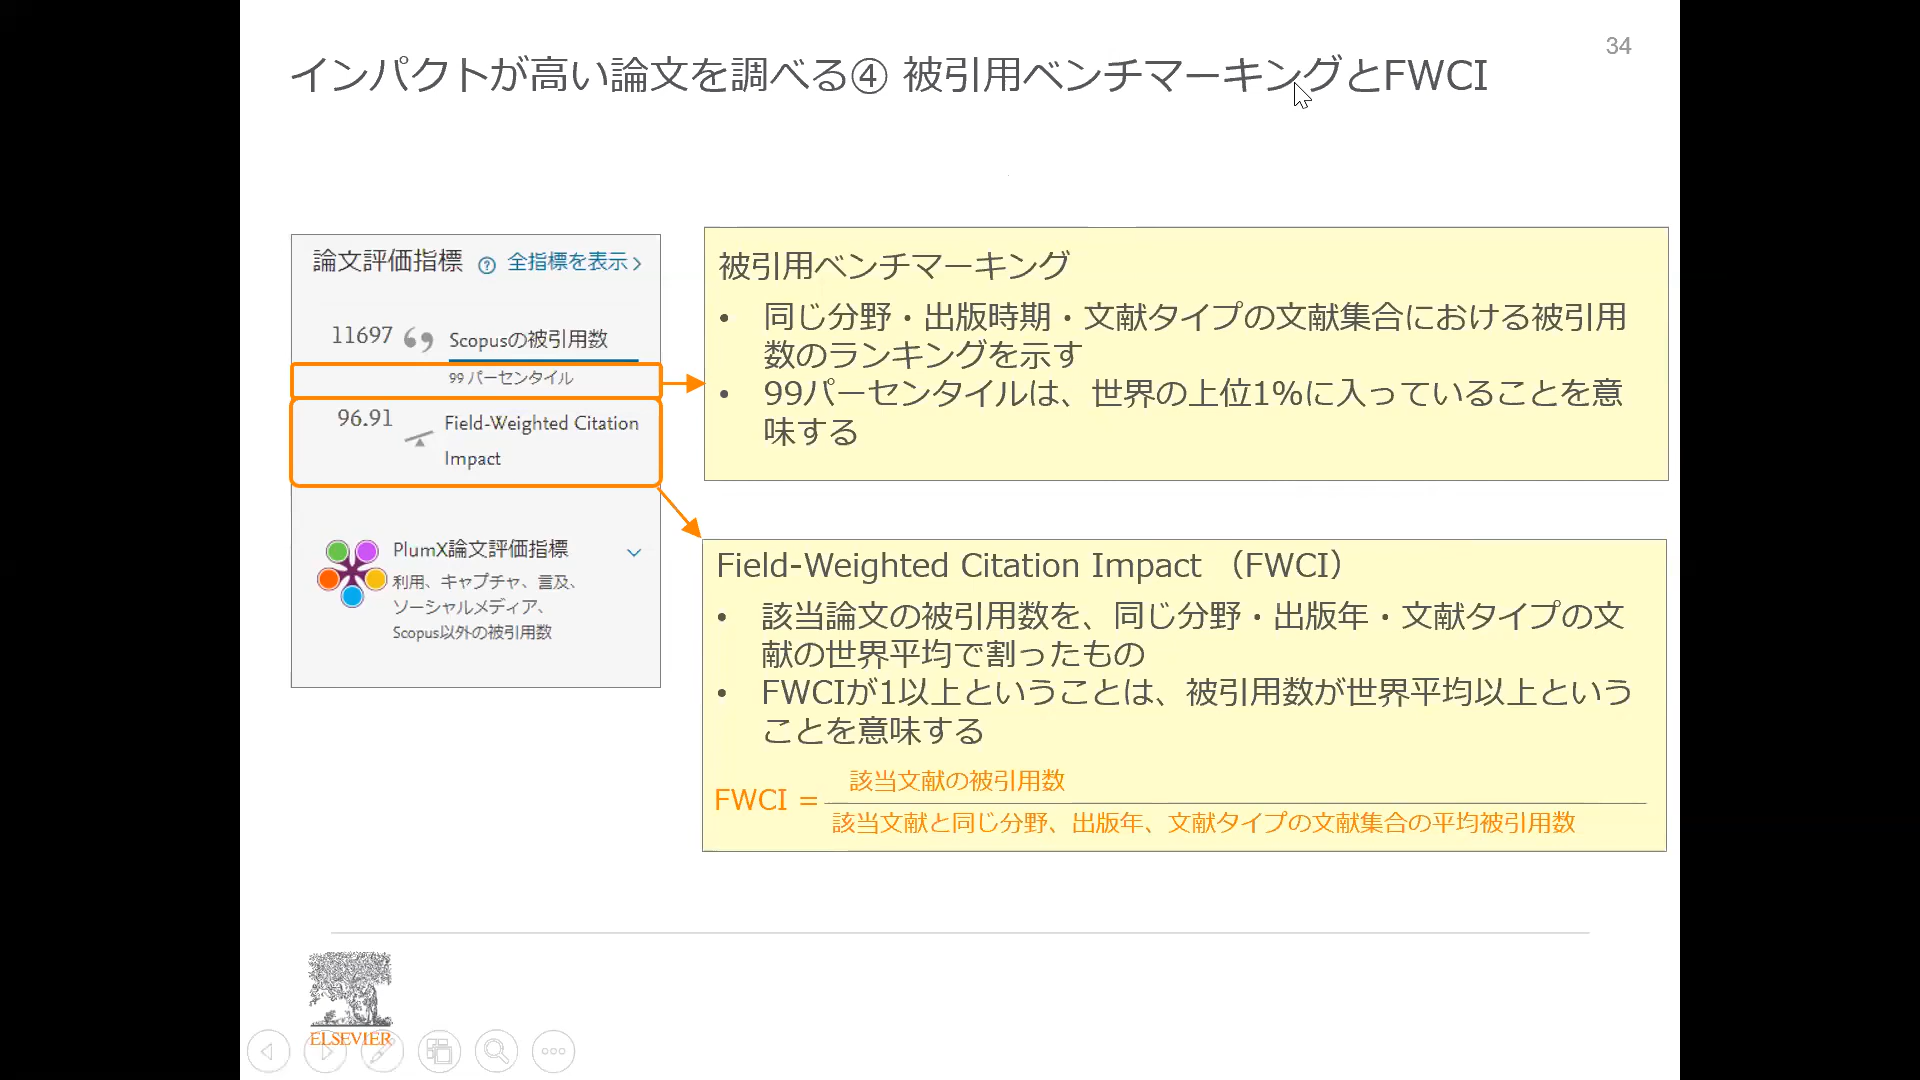 34
インパクトが高い論文を調べる④ 被引用ベンチマーキングとFWCI
論文評価指標 ? 全指標を表示 >
11697 Scopusの被引用数
99 パーセンタイル
96.91 Field-Weighted Citation
Impact
PlumX論文評価指標
利用、キャプチャ、言及、
ソーシャルメディア、
Scopus以外の被引用数
被引用ベンチマーキング
• 同じ分野・出版時期・文献タイプの文献集合における被引用
数のランキングを示す
• 99パーセンタイルは、世界の上位1%に入っていることを意
味する
Field-Weighted Citation Impact （FWCI）
• 該当論文の被引用数を、同じ分野・出版年・文献タイプの文
献の世界平均で割ったもの
• FWCIが1以上ということは、被引用数が世界平均以上という
ことを意味する
該当文献の被引用数
FWCI =
該当文献と同じ分野、出版年、文献タイプの文献集合の平均被引用数
ELSEVIER